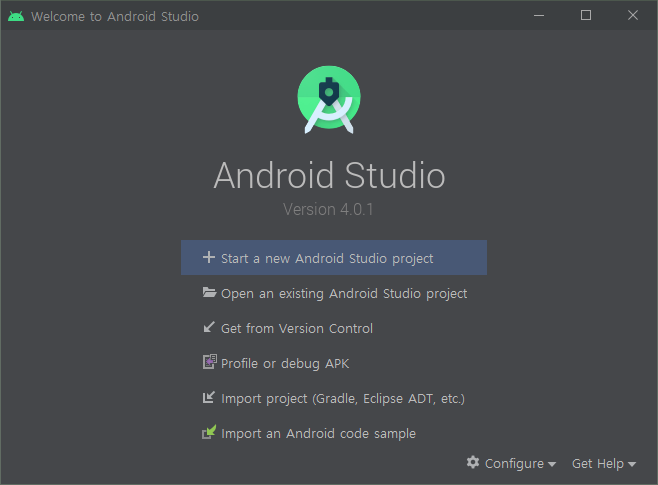 Welcome to Android Studio
Android Studio
Version 4.0.1
Start a new Android Studio project
Open an existing Android Studio project
Get from Version Control
Profile or debug APK
Import project (Gradle, Eclipse ADT, etc.)
Import an Android code sample
Configure Get Help